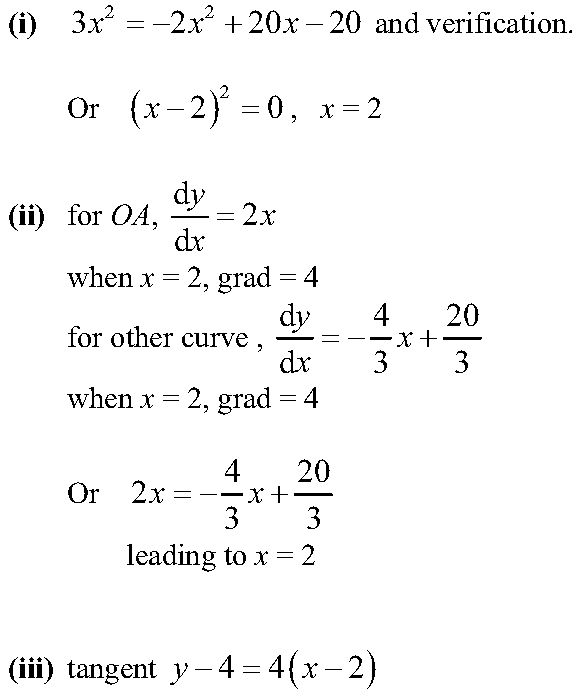 (i) 3x² = −2x² + 20x − 20 and verification.
Or (x − 2)² = 0 , x = 2
(ii) for OA, dy/dx = 2x
when x = 2, grad = 4
for other curve , dy/dx = −4/3 x + 20/3
when x = 2, grad = 4
Or 2x = −4/3 x + 20/3
leading to x = 2
(iii) tangent y − 4 = 4(x − 2)